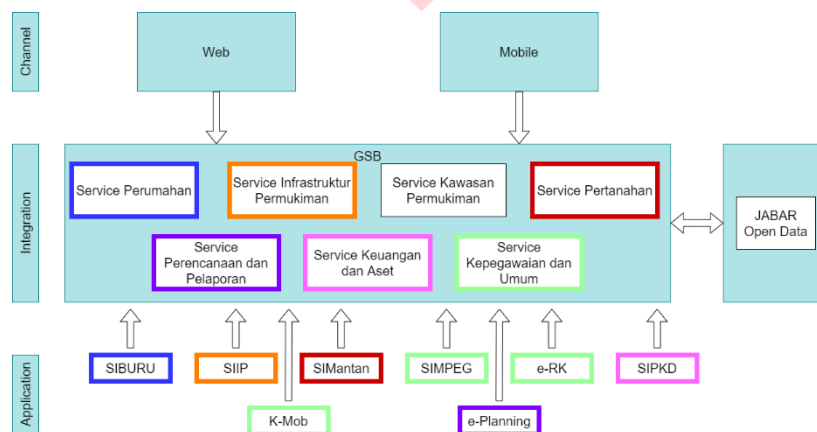 Channel
Web
Mobile
Integration
GSB
Service Perumahan
Service Infrastruktur
Permukiman
Service Kawasan
Permukiman
Service Pertanahan
Service
Perencanaan dan
Pelaporan
Service Keuangan
dan Aset
Service
Kepegawaian dan
Umum
JABAR
Open Data
Application
SIBURU
SIIP
SIMantan
SIMPEG
e-RK
SIPKD
K-Mob
e-Planning